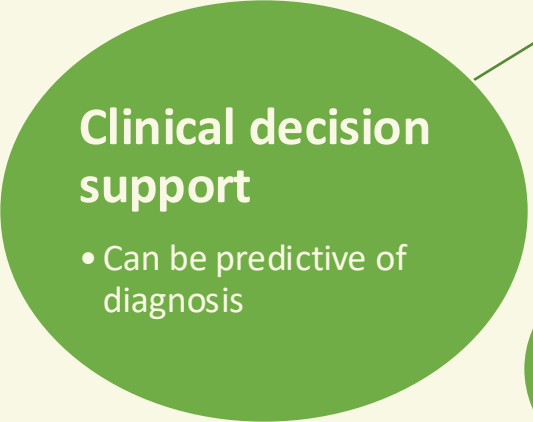 Clinical decision
support
• Can be predictive of
diagnosis